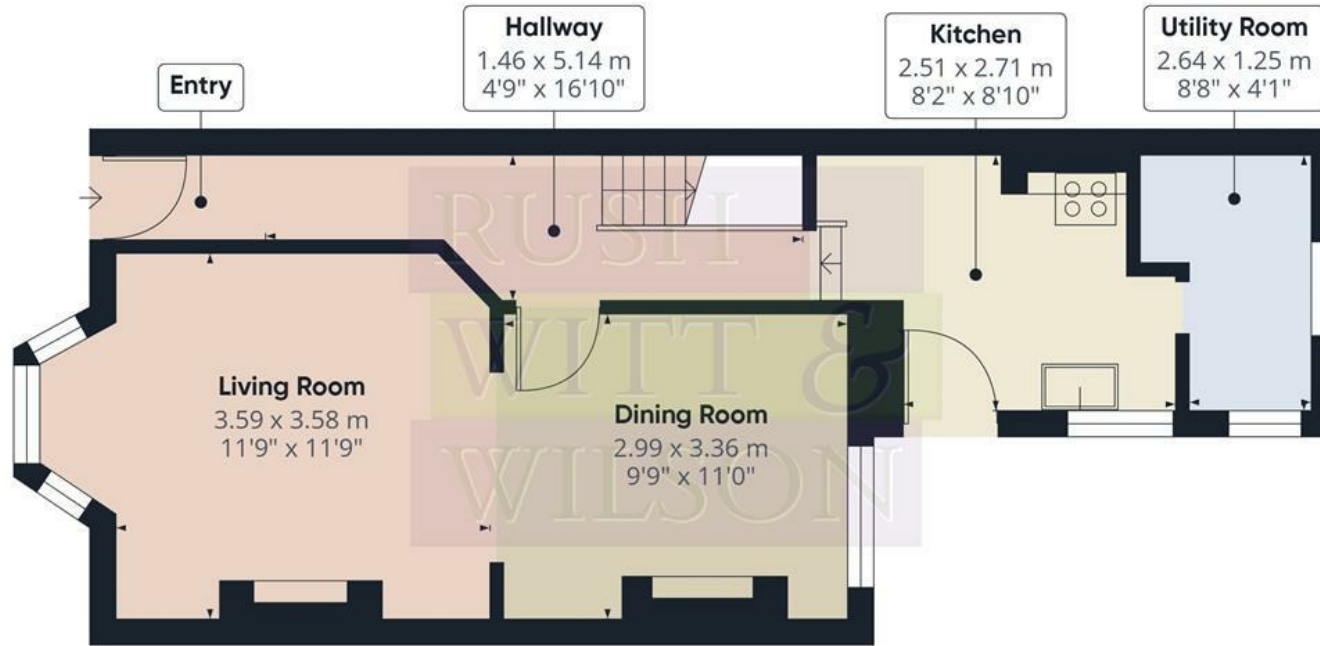 Entry
Hallway
1.46 x 5.14 m
4'9" x 16'10"
Kitchen
2.51 x 2.71 m
8'2" x 8'10"
Utility Room
2.64 x 1.25 m
8'8" x 4'1"
Living Room
3.59 x 3.58 m
11'9" x 11'9"
Dining Room
2.99 x 3.36 m
9'9" x 11'0"
RUSH
WITT &
WILSON